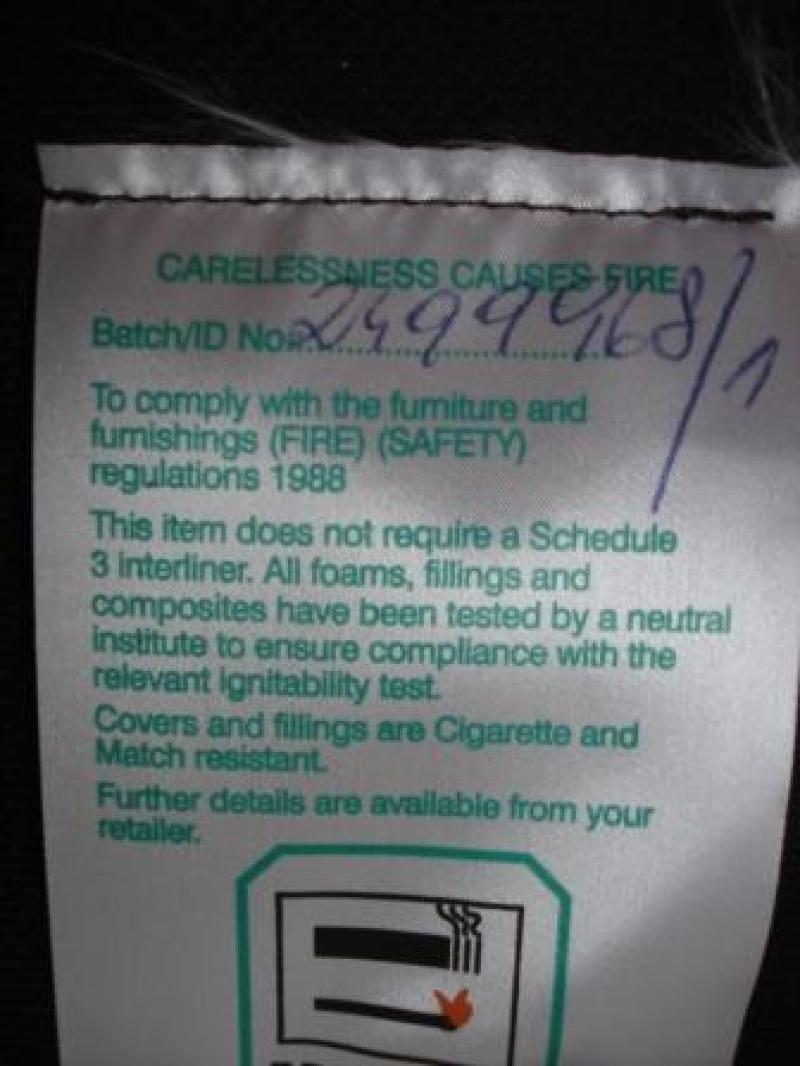 CARELESSNESS CAUSES FIRE
Batch/ID No. 2499968/1
To comply with the furniture and
furnishings (FIRE) (SAFETY)
regulations 1988
This item does not require a Schedule
3 interliner. All foams, fillings and
composites have been tested by a neutral
institute to ensure compliance with the
relevant ignitability test.
Covers and fillings are Cigarette and
Match resistant.
Further details are available from your
retailer.